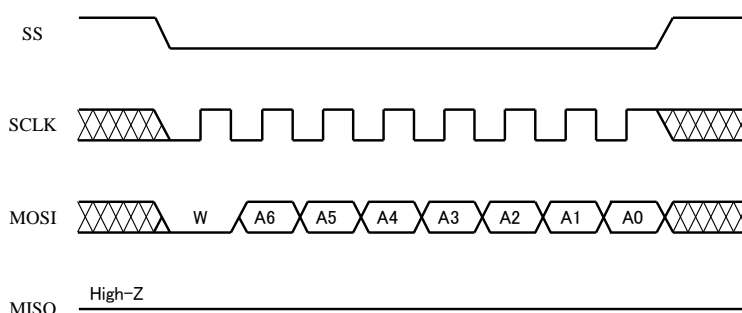 SS
SCLK
MOSI W A6 A5 A4 A3 A2 A1 A0
High-Z
MISO